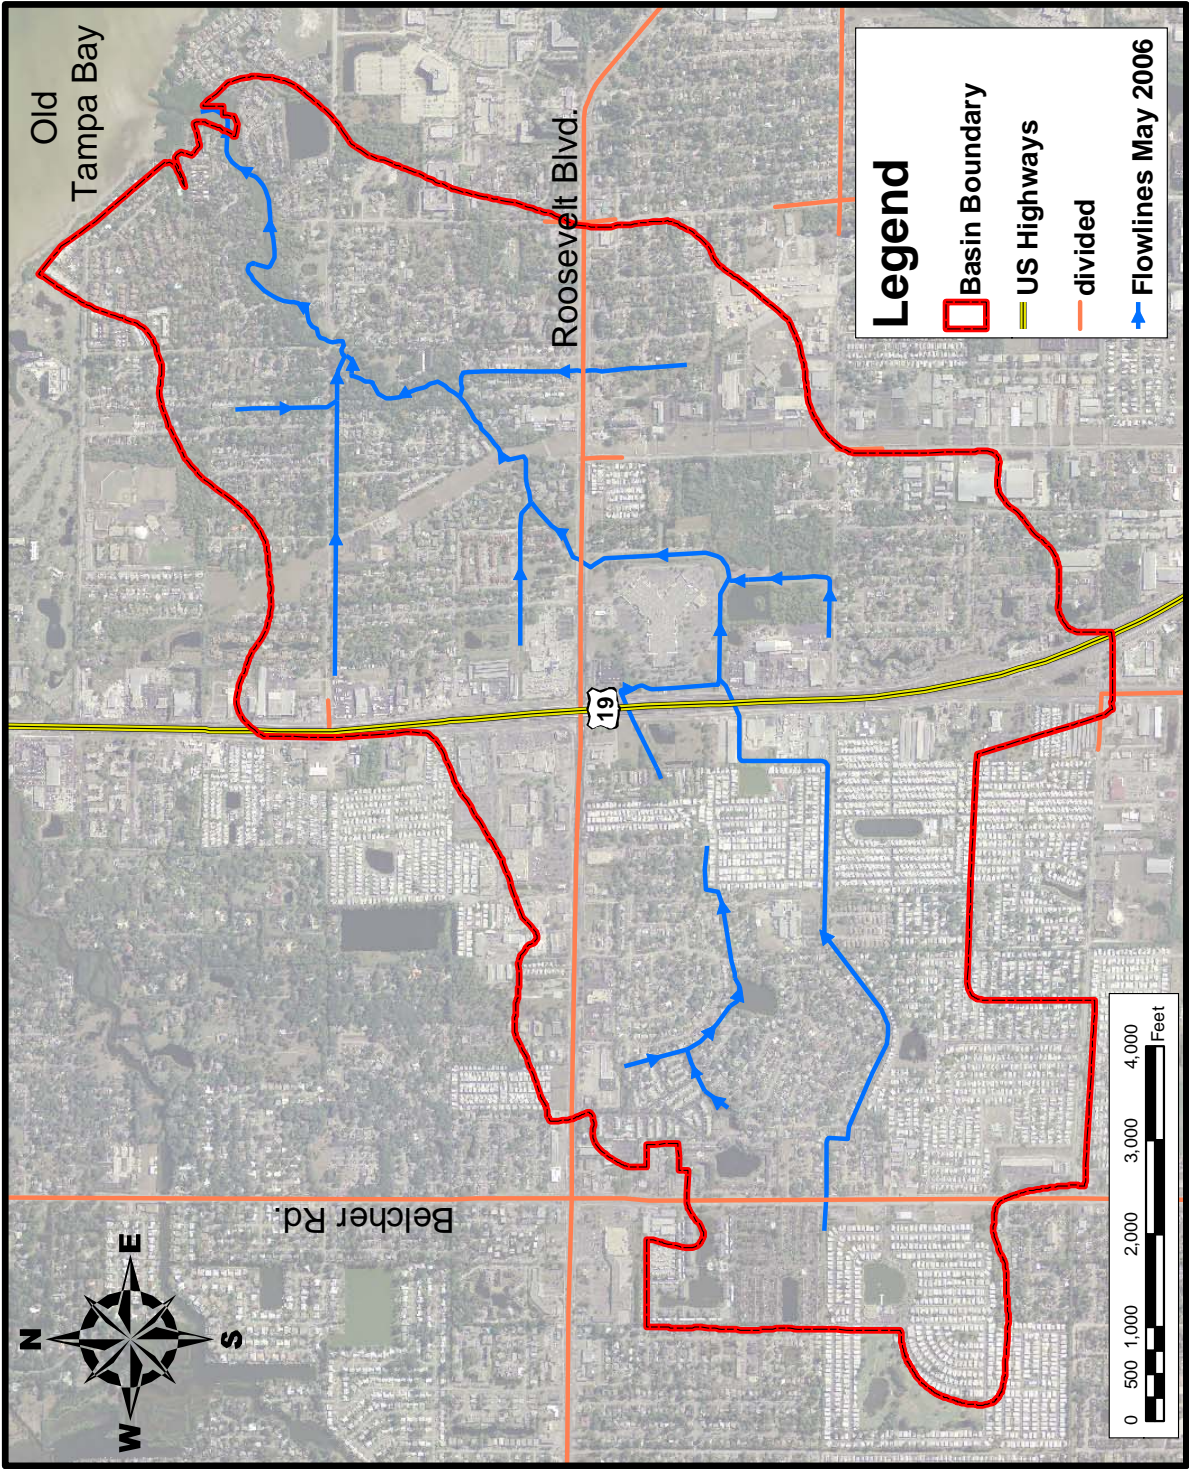 Old
Tampa Bay
Roosevelt Blvd.
Belcher Rd.
19
N
E
S
W
Legend
Basin Boundary
US Highways
divided
Flowlines May 2006
0 500 1,000 2,000 3,000 4,000
Feet